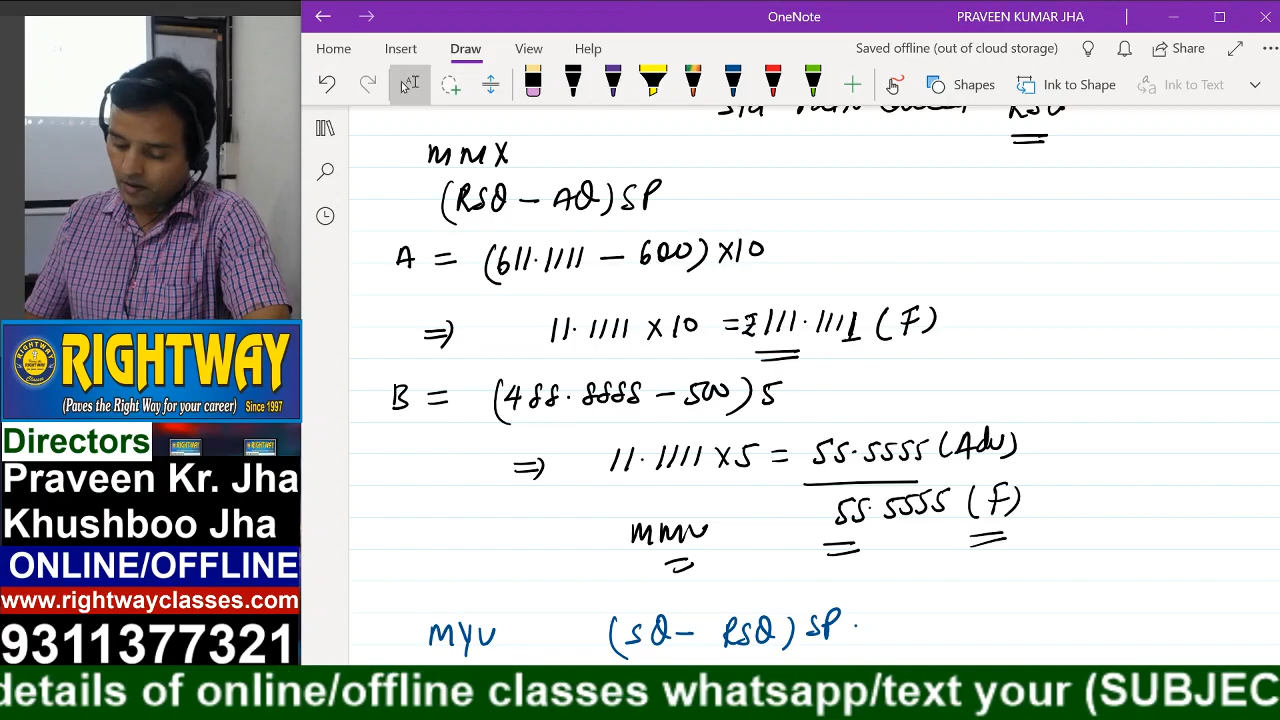 OneNote
PRAVEEN KUMAR JHA
Home Insert Draw View Help
Saved offline (out of cloud storage)
Share
Shapes
Ink to Shape
Ink to Text
RSQ
MMX
(RSQ - AQ) SP
A = (611.1111 - 600) x 10
⇒ 11.1111 x 10 = ₹111.1111 (F)
B = (488.8888 - 500) 5
⇒ 11.1111 x 5 = 55.5555 (Adv)
55.5555 (F)
MMV
MYV (SQ - RSQ) SP.
RIGHTWAY
(Paves the Right Way for your career) Since 1997
Directors
Praveen Kr. Jha
Khushboo Jha
ONLINE/OFFLINE
www.rightwayclasses.com
9311377321
details of online/offline classes whatsapp/text your (SUBJEC